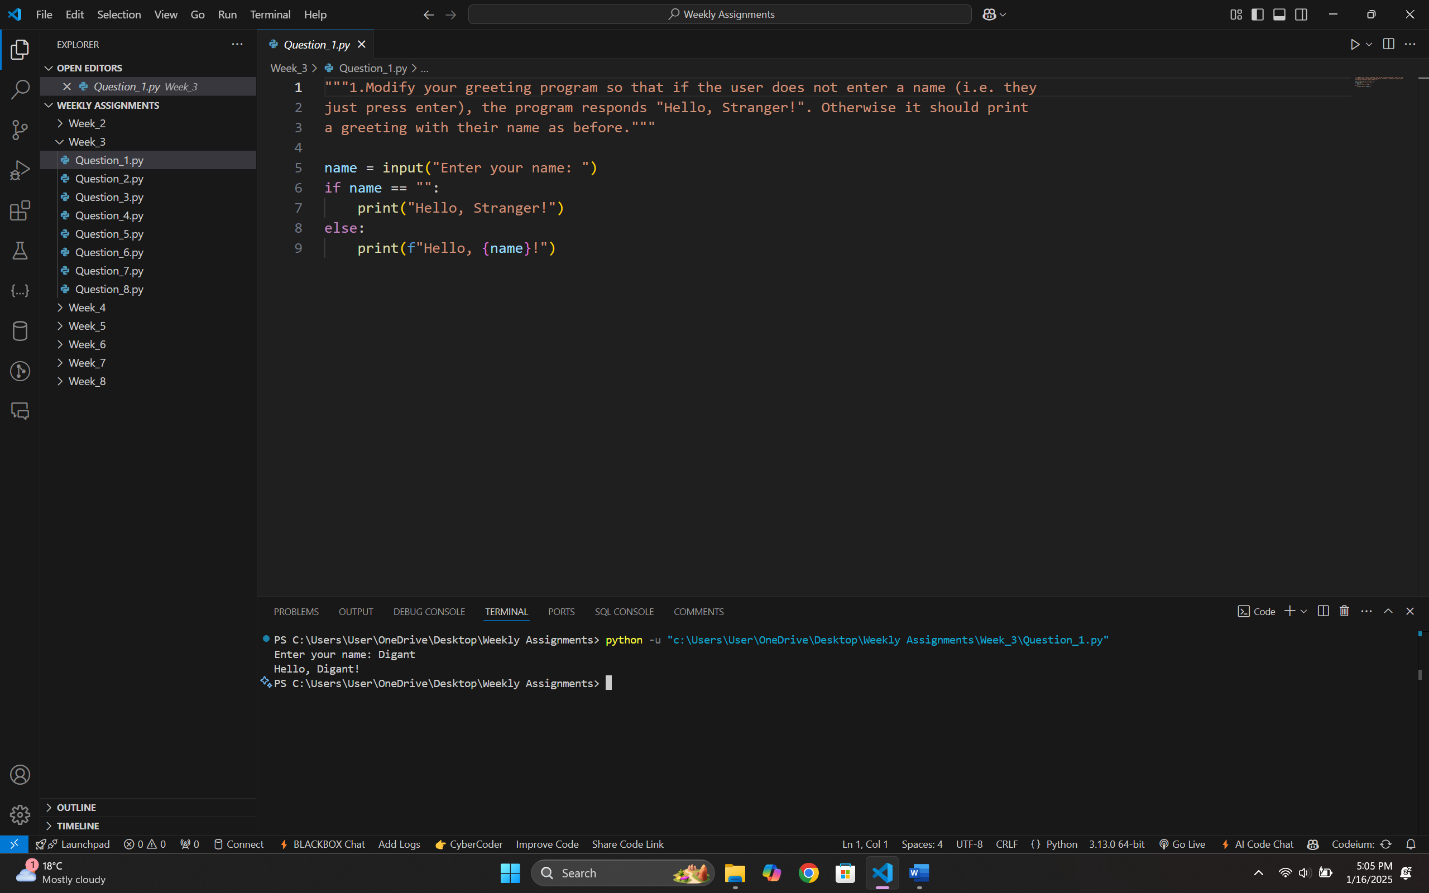 File Edit Selection View Go Run Terminal Help
Weekly Assignments
EXPLORER
OPEN EDITORS
Question_1.py Week_3
WEEKLY ASSIGNMENTS
Week_2
Week_3
Question_1.py
Question_2.py
Question_3.py
Question_4.py
Question_5.py
Question_6.py
Question_7.py
Question_8.py
Week_4
Week_5
Week_6
Week_7
Week_8
OUTLINE
TIMELINE
Question_1.py
Week_3 > Question_1.py > ...
1 """1.Modify your greeting program so that if the user does not enter a name (i.e. they
2 just press enter), the program responds "Hello, Stranger!". Otherwise it should print
3 a greeting with their name as before."""
4
5 name = input("Enter your name: ")
6 if name == "":
7     print("Hello, Stranger!")
8 else:
9     print(f"Hello, {name}!")
PROBLEMS OUTPUT DEBUG CONSOLE TERMINAL PORTS SQL CONSOLE COMMENTS
Code
PS C:\Users\User\OneDrive\Desktop\Weekly Assignments> python -u "c:\Users\User\OneDrive\Desktop\Weekly Assignments\Week_3\Question_1.py"
Enter your name: Digant
Hello, Digant!
PS C:\Users\User\OneDrive\Desktop\Weekly Assignments>
Launchpad 0 0 0 Connect BLACKBOX Chat Add Logs CyberCoder Improve Code Share Code Link Ln 1, Col 1 Spaces: 4 UTF-8 CRLF {} Python 3.13.0 64-bit Go Live AI Code Chat Codeium:
1
18°C
Mostly cloudy
Search
5:05 PM
1/16/2025